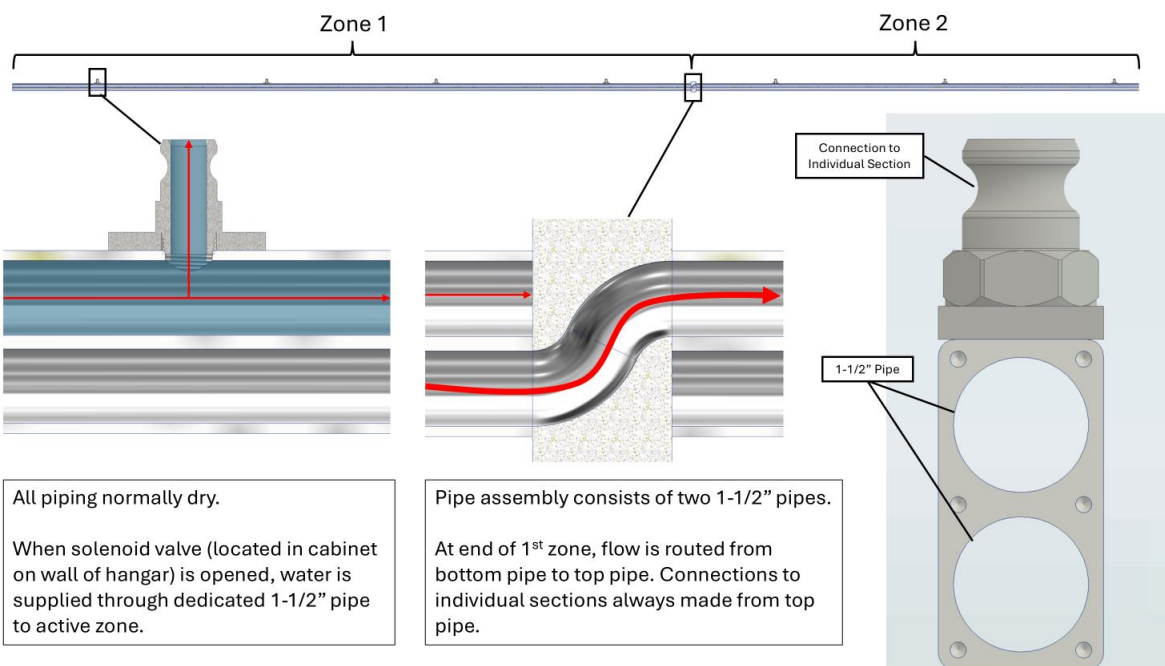 Zone 1
Zone 2
Connection to
Individual Section
1-1/2” Pipe
All piping normally dry.
When solenoid valve (located in cabinet
on wall of hangar) is opened, water is
supplied through dedicated 1-1/2” pipe
to active zone.
Pipe assembly consists of two 1-1/2” pipes.
At end of 1st zone, flow is routed from
bottom pipe to top pipe. Connections to
individual sections always made from top
pipe.